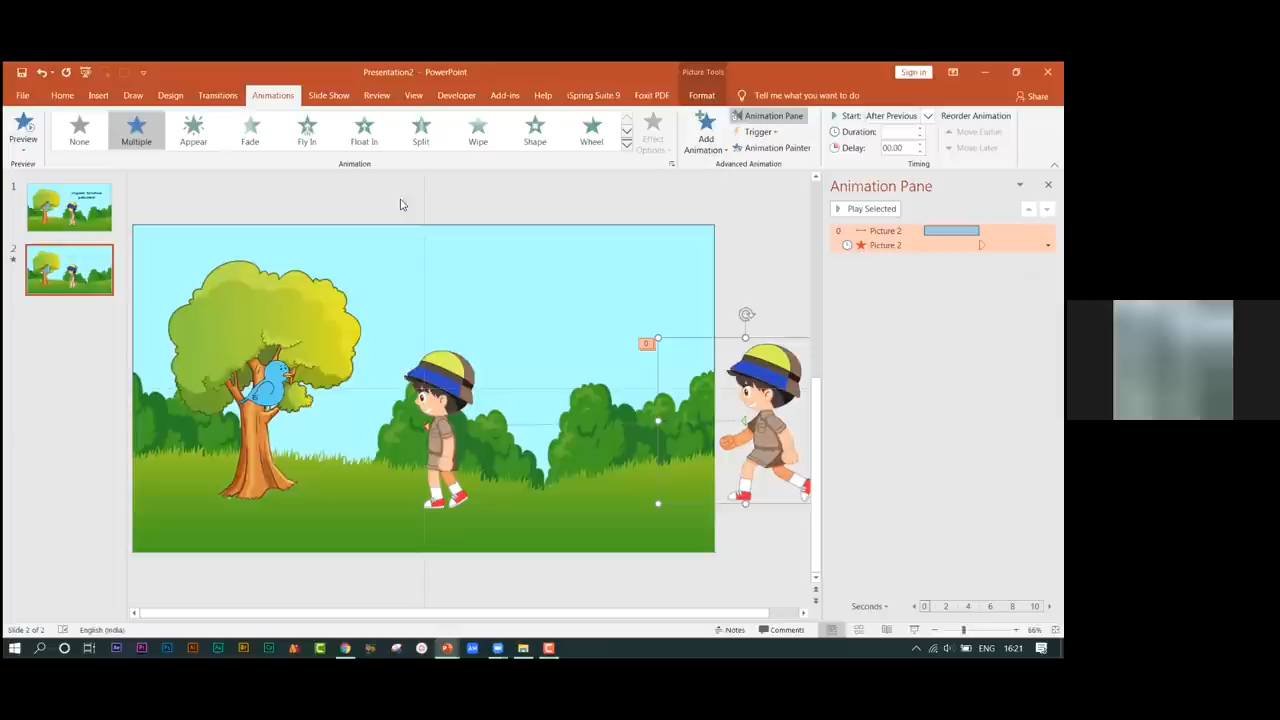 Presentation2 - PowerPoint
Picture Tools
Sign in
File Home Insert Draw Design Transitions Animations Slide Show Review View Developer Add-ins Help iSpring Suite 9 Foxit PDF Format Tell me what you want to do Share
Preview
None Multiple Appear Fade Fly In Float In Split Wipe Shape Wheel
Effect
Options
Add
Animation
Animation Pane
Trigger
Animation Painter
Start: After Previous
Duration:
Delay: 00.00
Reorder Animation
Move Earlier
Move Later
Preview Animation Advanced Animation Timing
1
2
Animation Pane
Play Selected
0 Picture 2
Picture 2
0
Seconds 0 2 4 6 8 10
Slide 2 of 2 English (India) Notes Comments 66%
ENG 16:21